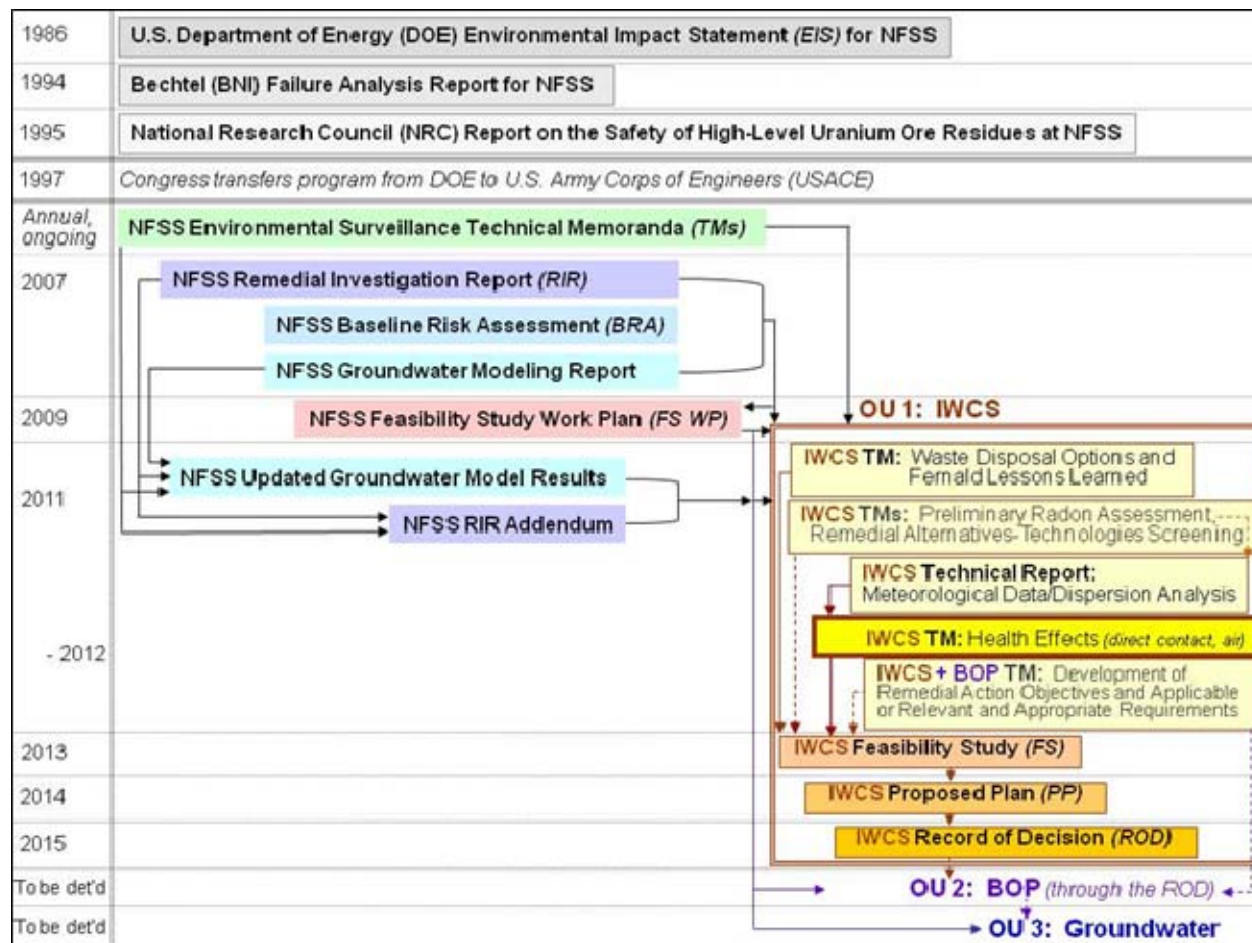 1986
U.S. Department of Energy (DOE) Environmental Impact Statement (EIS) for NFSS
1994
Bechtel (BNI) Failure Analysis Report for NFSS
1995
National Research Council (NRC) Report on the Safety of High-Level Uranium Ore Residues at NFSS
1997
Congress transfers program from DOE to U.S. Army Corps of Engineers (USACE)
Annual,
ongoing
NFSS Environmental Surveillance Technical Memoranda (TMs)
2007
NFSS Remedial Investigation Report (RIR)
NFSS Baseline Risk Assessment (BRA)
NFSS Groundwater Modeling Report
2009
NFSS Feasibility Study Work Plan (FS WP)
OU 1: IWCS
2011
NFSS Updated Groundwater Model Results
NFSS RIR Addendum
IWCS TM: Waste Disposal Options and
Fernald Lessons Learned
IWCS TMs: Preliminary Radon Assessment,
Remedial Alternatives-Technologies Screening
IWCS Technical Report:
Meteorological Data/Dispersion Analysis
- 2012
IWCS TM: Health Effects (direct contact, air)
IWCS + BOP TM: Development of
Remedial Action Objectives and Applicable
or Relevant and Appropriate Requirements
2013
IWCS Feasibility Study (FS)
2014
IWCS Proposed Plan (PP)
2015
IWCS Record of Decision (ROD)
To be det'd
OU 2: BOP (through the ROD)
To be det'd
OU 3: Groundwater